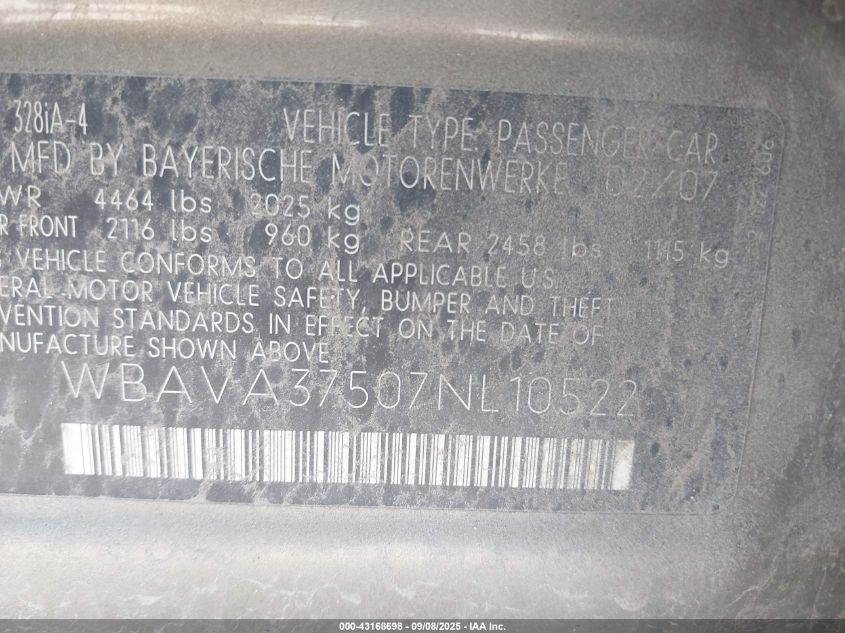 328iA-4 VEHICLE TYPE PASSENGER CAR
MFD BY BAYERISCHE MOTORENWERKE 02/07
WR 4464 lbs 2025 kg
R FRONT 2116 lbs 960 kg REAR 2458 lbs 1115 kg
S VEHICLE CONFORMS TO ALL APPLICABLE U.S.
ERAL MOTOR VEHICLE SAFETY, BUMPER AND THEFT
VENTION STANDARDS IN EFFECT ON THE DATE OF
NUFACTURE SHOWN ABOVE.
WBAVA37507NL10522
000-43168698 - 09/08/2025 - IAA Inc.